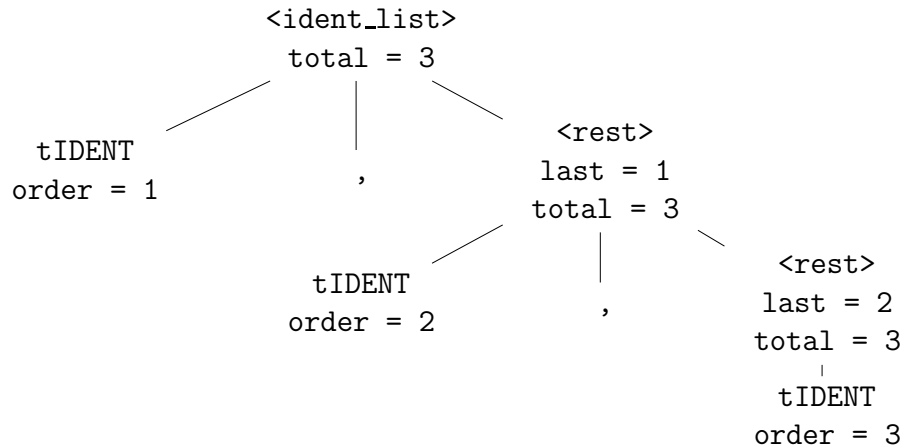 <ident_list>
total = 3
tIDENT
order = 1
,
<rest>
last = 1
total = 3
tIDENT
order = 2
,
<rest>
last = 2
total = 3
tIDENT
order = 3